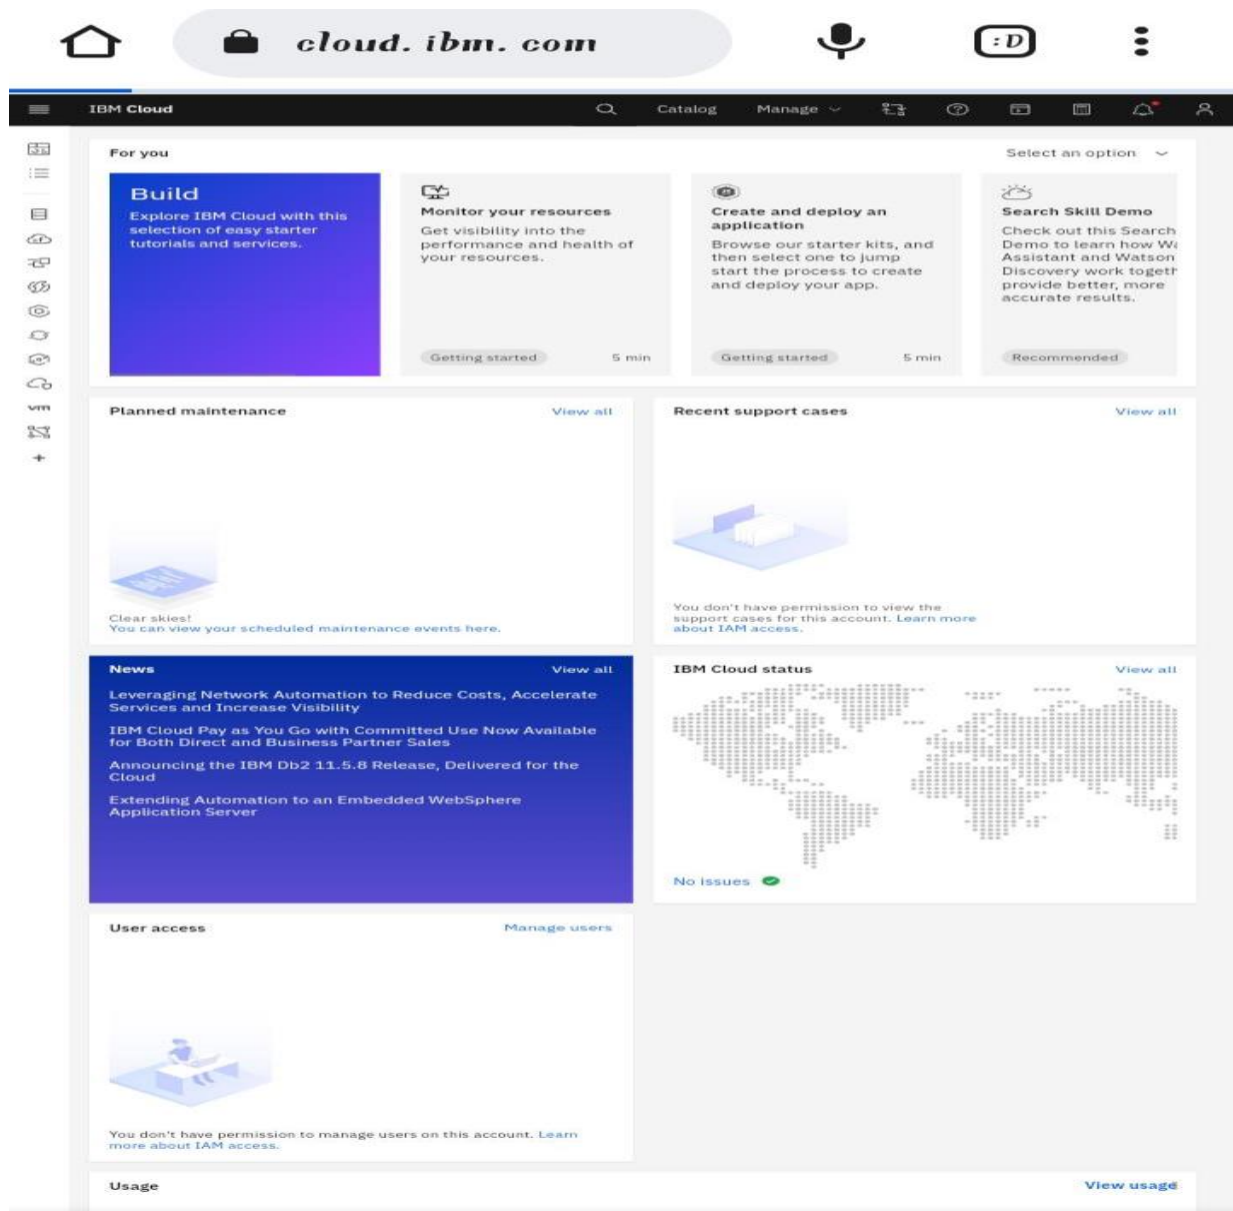 cloud. ibm. com
:D
IBM Cloud
Catalog
Manage
For you
Select an option
Build
Explore IBM Cloud with this
selection of easy starter
tutorials and services.
Monitor your resources
Get visibility into the
performance and health of
your resources.
Getting started
5 min
Create and deploy an
application
Browse our starter kits, and
then select one to jump
start the process to create
and deploy your app.
Getting started
5 min
Search Skill Demo
Check out this Search
Demo to learn how Wa
Assistant and Watson
Discovery work togeth
provide better, more
accurate results.
Recommended
vm
Planned maintenance
View all
Clear skies!
You can view your scheduled maintenance events here.
Recent support cases
View all
You don't have permission to view the
support cases for this account. Learn more
about IAM access.
News
View all
Leveraging Network Automation to Reduce Costs, Accelerate
Services and Increase Visibility
IBM Cloud Pay as You Go with Committed Use Now Available
for Both Direct and Business Partner Sales
Announcing the IBM Db2 11.5.8 Release, Delivered for the
Cloud
Extending Automation to an Embedded WebSphere
Application Server
IBM Cloud status
View all
No issues
User access
Manage users
You don't have permission to manage users on this account. Learn
more about IAM access.
Usage
View usage